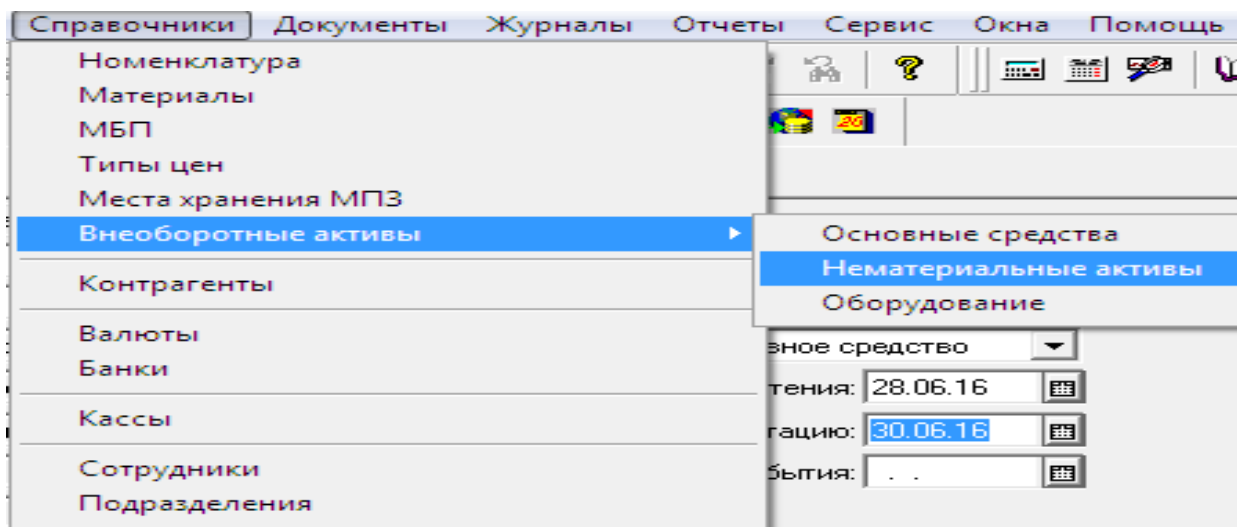 Справочники Документы Журналы Отчеты Сервис Окна Помощь
Номенклатура
Материалы
МБП
26
Типы цен
Места хранения МПЗ
Внеоборотные активы
Основные средства
Нематериальные активы
Оборудование
Контрагенты
Валюты
Банки
Кассы
Сотрудники
Подразделения
вное средство
тения: 28.06.16
тацию: 30.06.16
бытия: . .